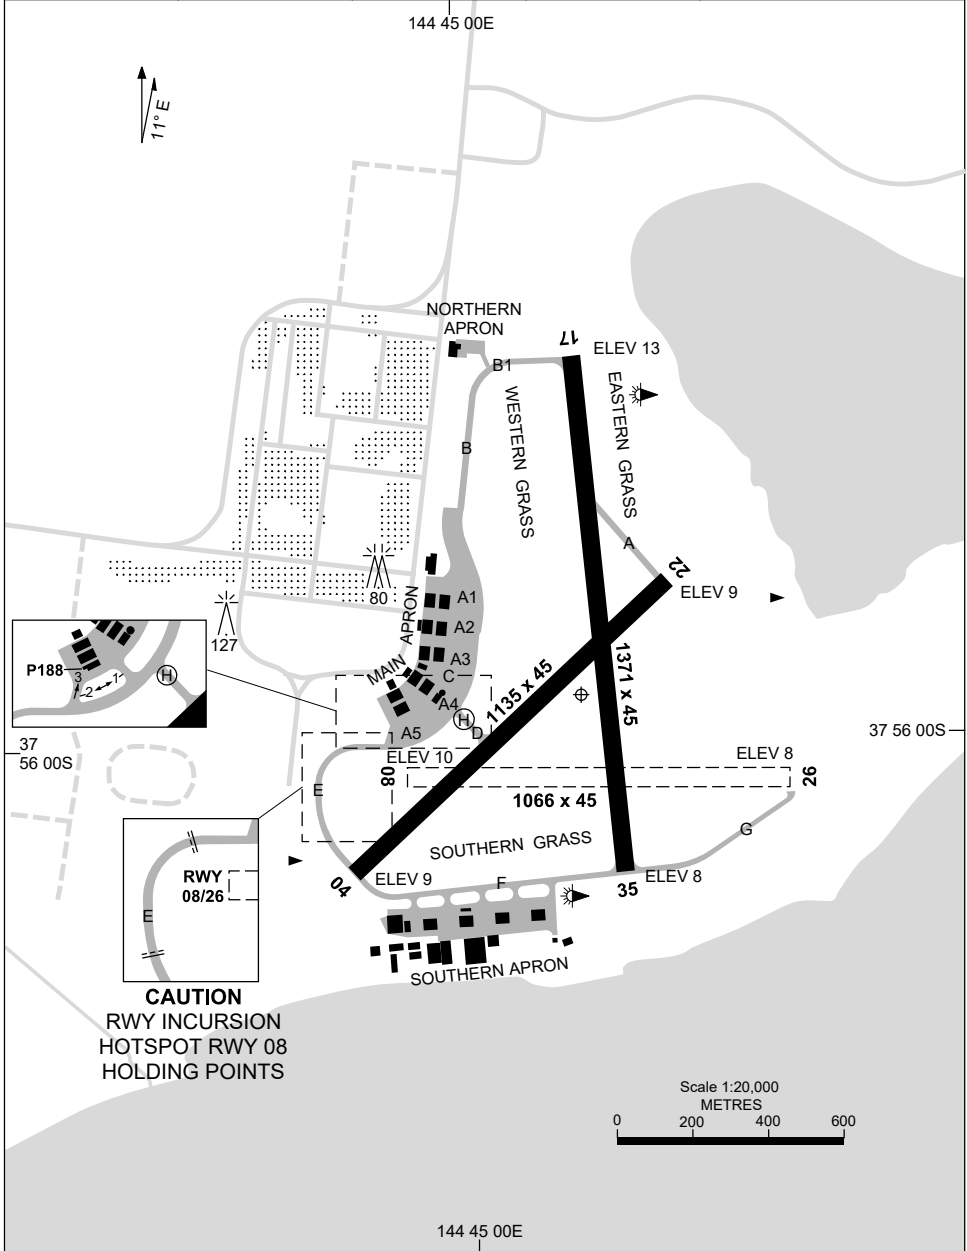 144 45 00E
11° E
NORTHERN
APRON
17
ELEV 13
B1
EASTERN GRASS
WESTERN GRASS
B
A
22
ELEV 9
80
127
APRON
A1
A2
A3
C
MAIN
A4
H
D
A5
1135 x 45
1371 x 45
P188
3
2
1
H
37
56 00S
37 56 00S
ELEV 10
08
ELEV 8
26
1066 x 45
E
G
SOUTHERN GRASS
04
ELEV 9
F
ELEV 8
35
RWY
08/26
E
SOUTHERN APRON
CAUTION
RWY INCURSION
HOTSPOT RWY 08
HOLDING POINTS
Scale 1:20,000
METRES
0 200 400 600
144 45 00E